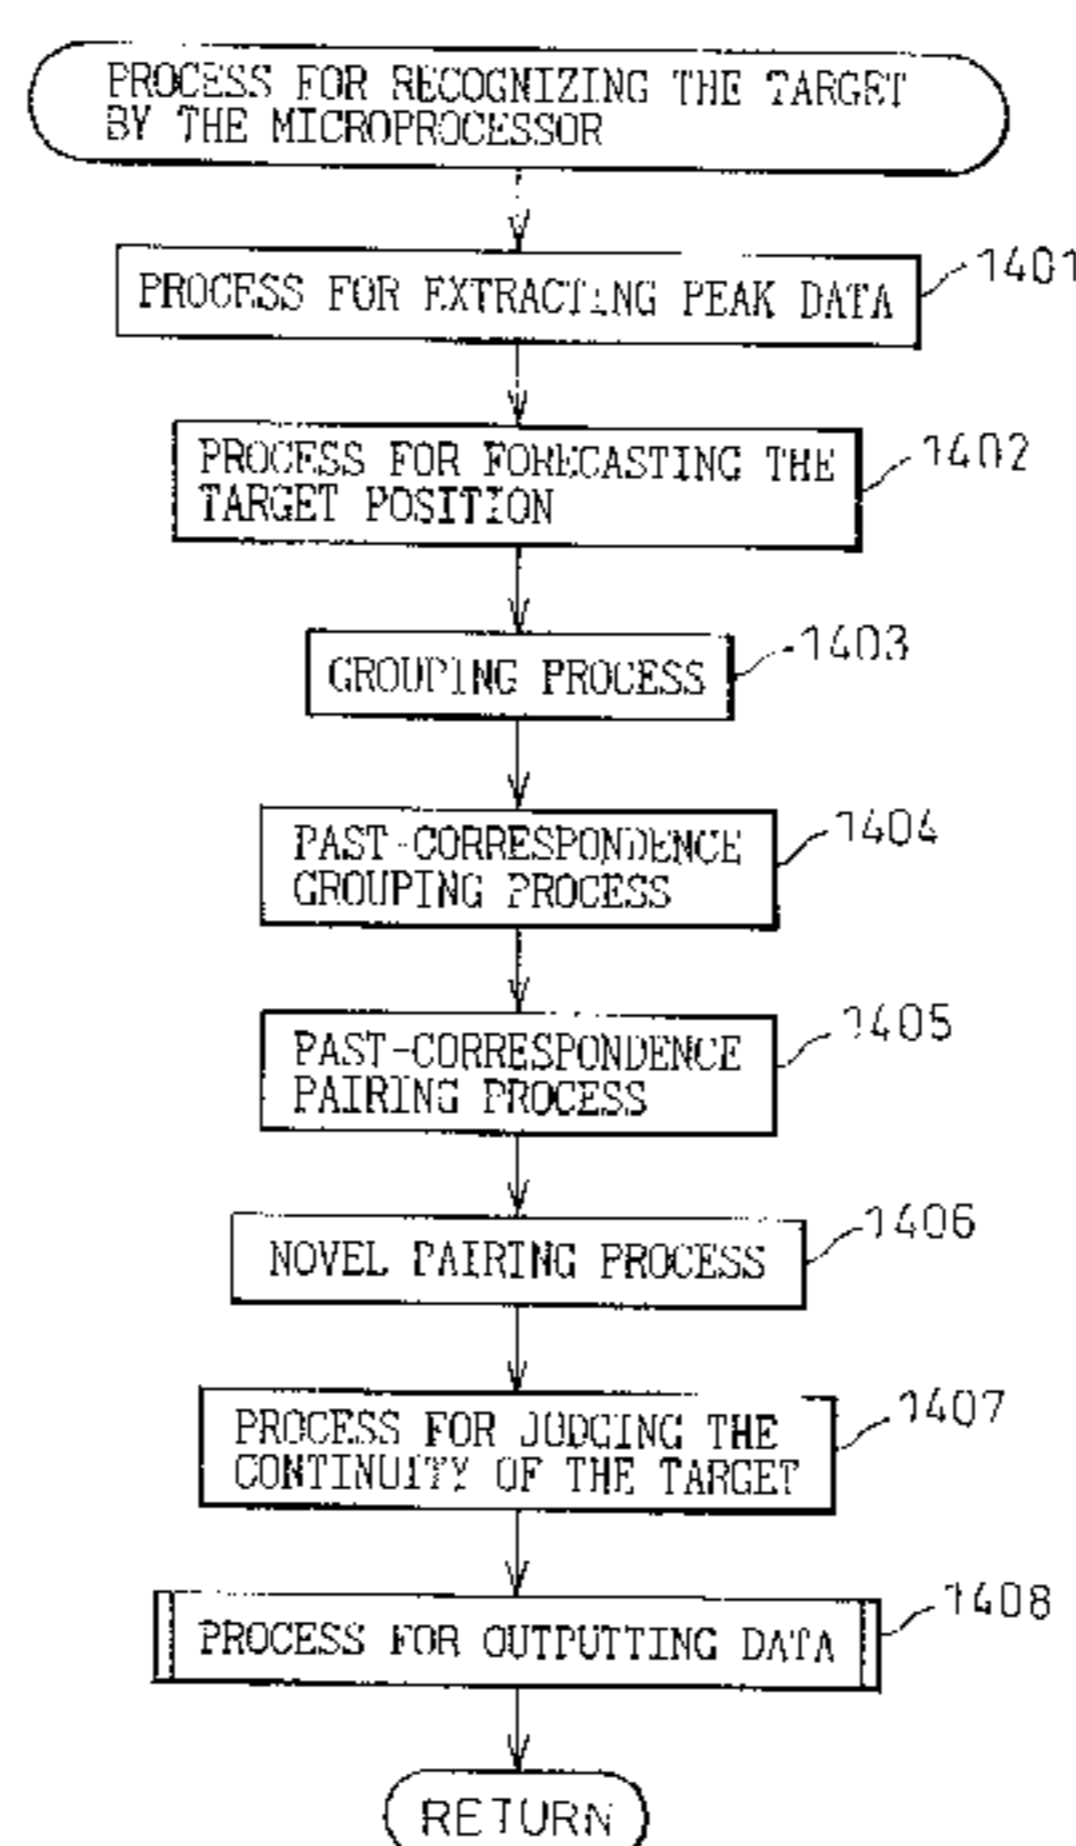 PROCESS FOR RECOGNIZING THE TARGET
BY THE MICROPROCESSOR
PROCESS FOR EXTRACTING PEAK DATA
1401
PROCESS FOR FORECASTING THE
TARGET POSITION
1402
GROUPING PROCESS
1403
PAST-CORRESPONDENCE
GROUPING PROCESS
1404
PAST-CORRESPONDENCE
PAIRING PROCESS
1405
NOVEL PAIRING PROCESS
1406
PROCESS FOR JUDGING THE
CONTINUITY OF THE TARGET
1407
PROCESS FOR OUTPUTTING DATA
1408
RETURN